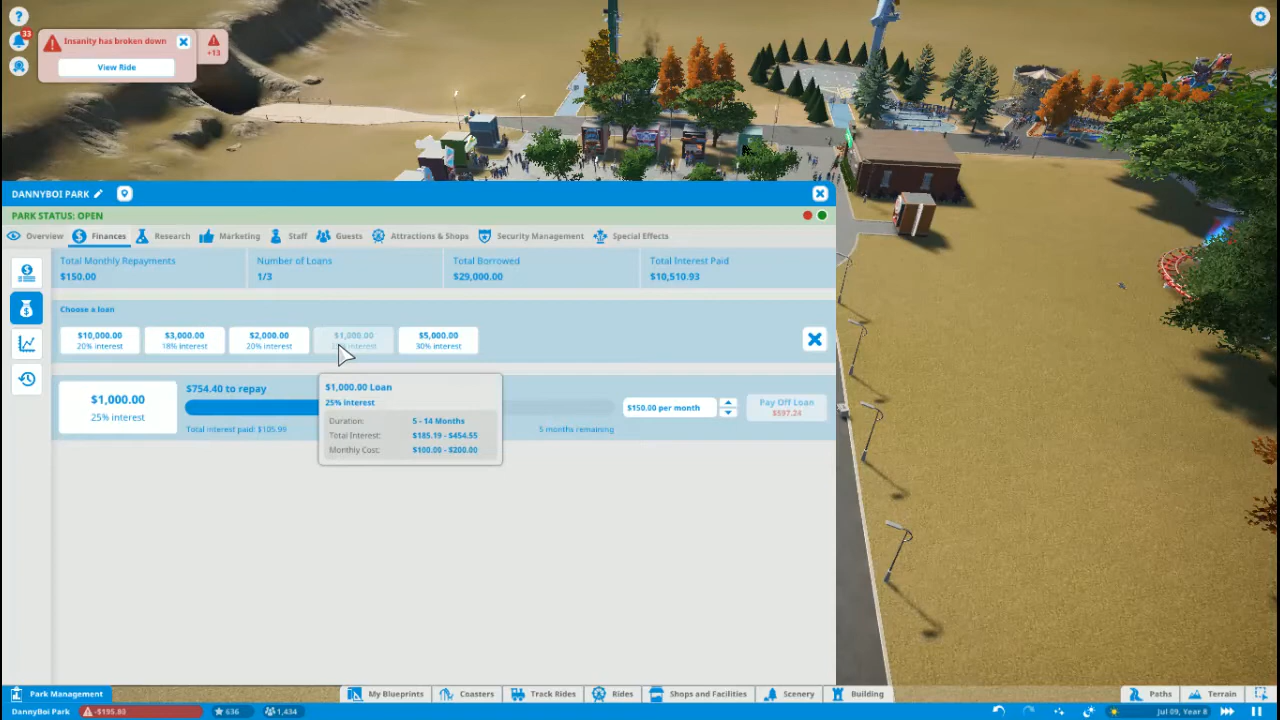 ?
33
Insanity has broken down
+13
View Ride
DANNYBOI PARK
PARK STATUS: OPEN
Overview Finances Research Marketing Staff Guests Attractions & Shops Security Management Special Effects
Total Monthly Repayments Number of Loans Total Borrowed Total Interest Paid
$150.00 1/3 $29,000.00 $10,510.93
Choose a loan
$10,000.00 $3,000.00 $2,000.00 $1,000.00 $5,000.00
20% interest 18% interest 20% interest interest 30% interest
$1,000.00
25% interest
$754.40 to repay
Total interest paid: $105.99
5 months remaining
$150.00 per month
Pay Off Loan
$597.24
$1,000.00 Loan
25% interest
Duration: 5 - 14 Months
Total Interest: $185.19 - $454.55
Monthly Cost: $100.00 - $200.00
Park Management My Blueprints Coasters Track Rides Rides Shops and Facilities Scenery Building Paths Terrain
DannyBoi Park -$195.80 636 1,434 Jul 09, Year 8